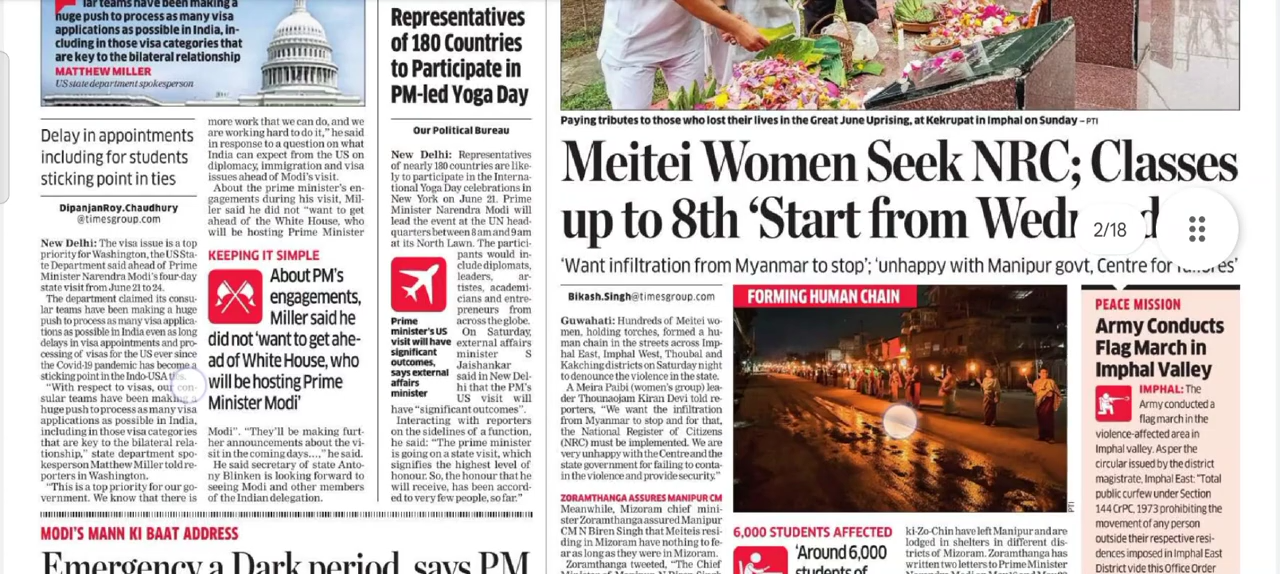 lar teams have been making a
huge push to process as many visa
applications as possible in India, in-
cluding in those visa categories that
are key to the bilateral relationship
MATTHEW MILLER
US state department spokesperson
Delay in appointments
including for students
sticking point in ties
DipanjanRoy.Chaudhury
@timesgroup.com
New Delhi: The visa issue is a top
priority for Washington, the US Sta-
te Department said ahead of Prime
Minister Narendra Modi's four-day
state visit from June 21 to 24.
The department claimed its consu-
lar teams have been making a huge
push to process as many visa applica-
tions as possible in India even as long
delays in visa appointments and pro-
cessing of visas for the US ever since
the Covid-19 pandemic has become a
sticking point in the Indo-USA
"With respect to visas, our con-
sular teams have been making a
huge push to process as many visa
applications as possible in India,
including in those visa categories
that are key to the bilateral rela-
tionship," state department spo-
kesperson Matthew Miller told re-
porters in Washington.
"This is a top priority for our go-
vernment. We know that there is
more work that we can do, and we
are working hard to do it," he said
in response to a question on what
India can expect from the US on
diplomacy, immigration and visa
issues ahead of Modi's visit.
About the prime minister's en-
gagements during his visit, Mil-
ler said he did not "want to get
ahead of the White House, who
will be hosting Prime Minister
KEEPING IT SIMPLE
About PM's
engagements,
Miller said he
did not 'want to get ahe-
ad of White House, who
will be hosting Prime
Minister Modi'
Modi". "They'll be making fur-
ther announcements about the vi-
sit in the coming days...," he said.
He said secretary of state Anto-
ny Blinken is looking forward to
seeing Modi and other members
of the Indian delegation.
Representatives
of 180 Countries
to Participate in
PM-led Yoga Day
Our Political Bureau
New Delhi: Representatives
of nearly 180 countries are like-
ly to participate in the Interna-
tional Yoga Day celebrations in
New York on June 21. Prime
Minister Narendra Modi will
lead the event at the UN head-
quarters between 8 am and 9 am
at its North Lawn. The partici-
pants would in-
clude diplomats,
leaders, ar-
tistes, academi-
cians and entre-
preneurs from
across the globe.
On Saturday,
external affairs
minister S
Jaishankar
said in New Del-
hi that the PM's
US visit will
Prime
minister's US
visit will have
significant
outcomes,
says external
affairs
minister
have "significant outcomes".
Interacting with reporters
on the sidelines of a function,
he said: "The prime minister
is going on a state visit, which
signifies the highest level of
honour. So, the honour that he
will receive, has been accord-
ed to very few people, so far."
MODI'S MANN KI BAAT ADDRESS
Emergency a Dark period, says PM
Paying tributes to those who lost their lives in the Great June Uprising, at Kekrupat in Imphal on Sunday – PTI
Meitei Women Seek NRC; Classes
up to 8th 'Start from
2/18
'Want infiltration from Myanmar to stop'; 'unhappy with Manipur govt, Centre for
Bikash.Singh@timesgroup.com
Guwahati: Hundreds of Meitei wo-
men, holding torches, formed a hu-
man chain in the streets across Imp-
hal East, Imphal West, Thoubal and
Kakching districts on Saturday night
to denounce the violence in the state.
A Meira Paibi (women's group) lea-
der Thounaojam Kiran Devi told re-
porters, "We want the infiltration
from Myanmar to stop and for that,
the National Register of Citizens
(NRC) must be implemented. We are
very unhappy with the Centre and the
state government for failing to conta-
in the violence and provide security."
ZORAMTHANGA ASSURES MANIPUR CM
Meanwhile, Mizoram chief mini-
ster Zoramthanga assured Manipur
CM N Biren Singh that Meiteis resi-
ding in Mizoram have nothing to fe-
ar as long as they were in Mizoram.
Zoramthanga tweeted, "The Chief
FORMING HUMAN CHAIN
PTI
6,000 STUDENTS AFFECTED
'Around 6,000
students of
ki-Zo-Chin have left Manipur and are
lodged in shelters in different dis-
tricts of Mizoram. Zoramthanga has
written two letters to Prime Minister
PEACE MISSION
Army Conducts
Flag March in
Imphal Valley
IMPHAL: The
Army conducted a
flag march in the
violence-affected area in
Imphal valley. As per the
circular issued by the district
magistrate, Imphal East: "Total
public curfew under Section
144 CrPC, 1973 prohibiting the
movement of any person
outside their respective resi-
dences imposed in Imphal East
District vide this Office Order